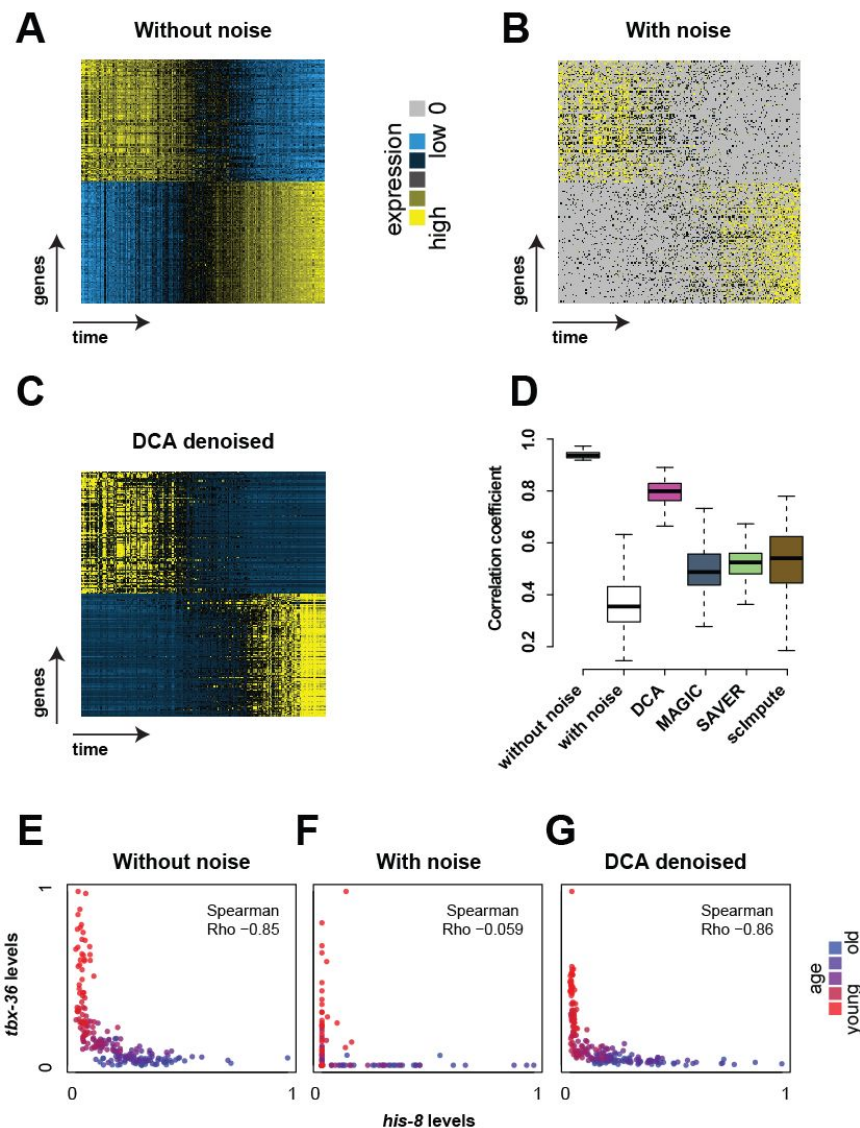 A
Without noise
genes
time
expression
0
low
high
B
With noise
genes
time
C
DCA denoised
genes
time
D
Correlation coefficient
1.0
0.8
0.6
0.4
0.2
without noise
with noise
DCA
MAGIC
SAVER
scImpute
E
Without noise
Spearman
Rho −0.85
tbx-36 levels
1
0
0
1
F
With noise
Spearman
Rho −0.059
0
1
his-8 levels
G
DCA denoised
Spearman
Rho −0.86
0
1
age
old
young